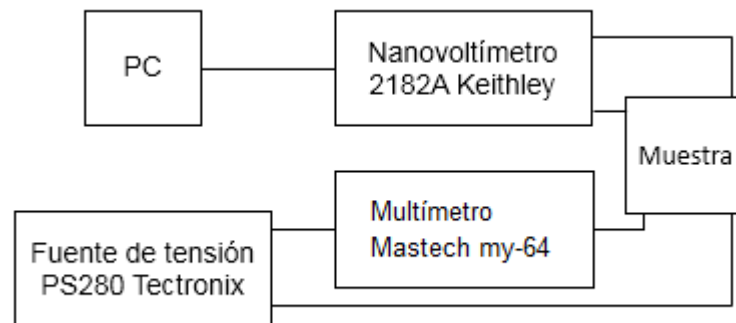 PC
Nanovoltímetro
2182A Keithley
Muestra
Multímetro
Mastech my-64
Fuente de tensión
PS280 Tectronix